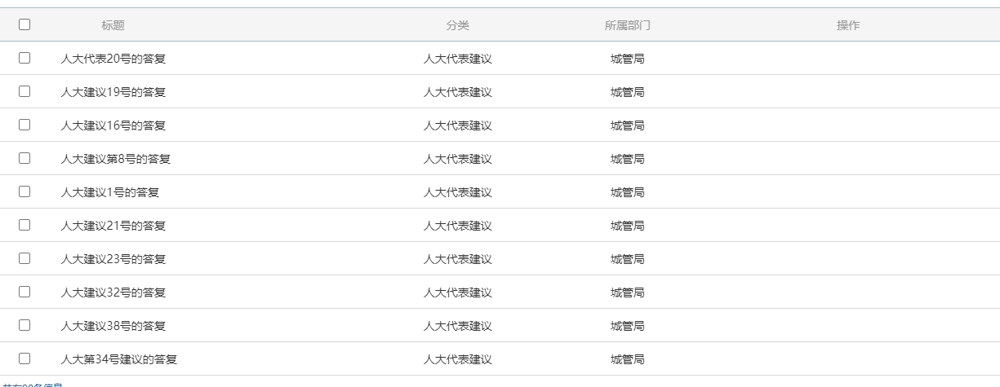 标题 分类 所属部门 操作
人大代表20号的答复 人大代表建议 城管局
人大建议19号的答复 人大代表建议 城管局
人大建议16号的答复 人大代表建议 城管局
人大建议第8号的答复 人大代表建议 城管局
人大建议1号的答复 人大代表建议 城管局
人大建议21号的答复 人大代表建议 城管局
人大建议23号的答复 人大代表建议 城管局
人大建议32号的答复 人大代表建议 城管局
人大建议38号的答复 人大代表建议 城管局
人大第34号建议的答复 人大代表建议 城管局